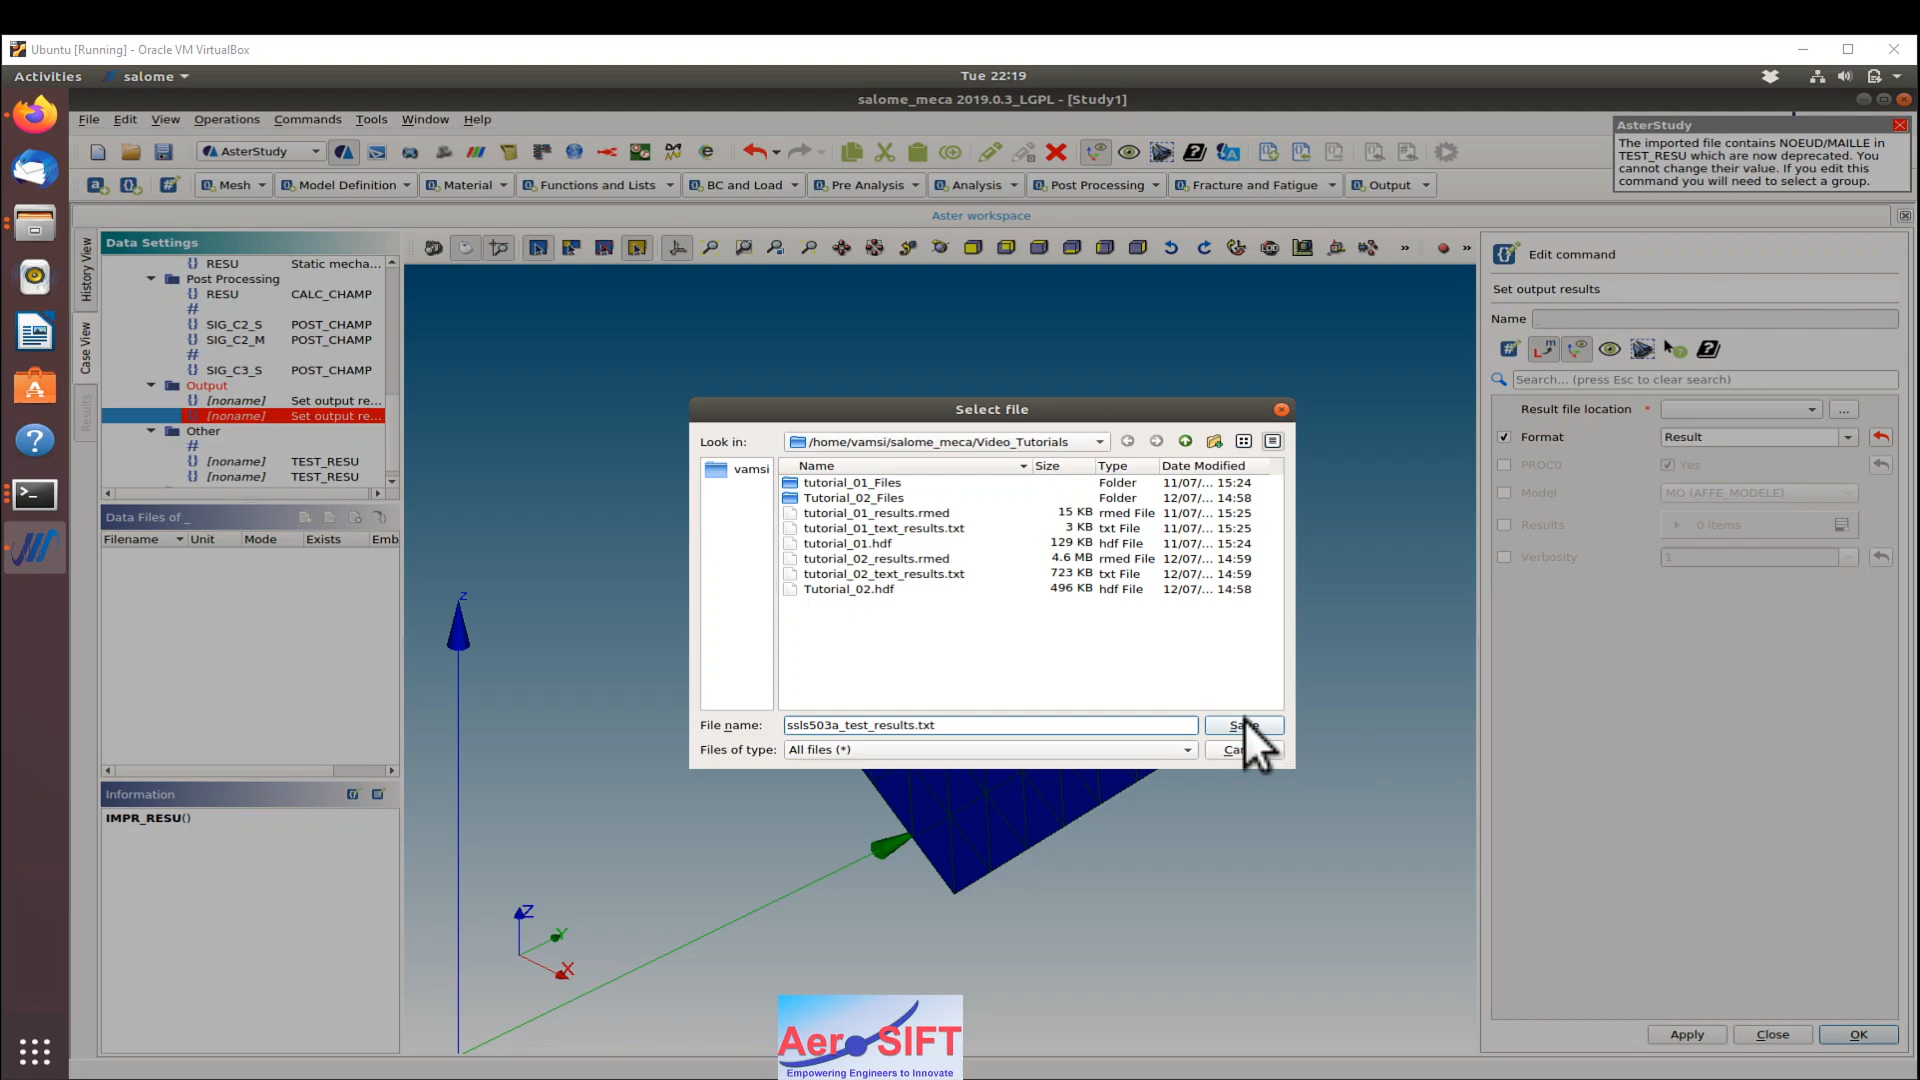 Ubuntu [Running] - Oracle VM VirtualBox
Activities salome Tue 22:19
salome_meca 2019.0.3_LGPL - [Study1]
File Edit View Operations Commands Tools Window Help
AsterStudy
AsterStudy
The imported file contains NOEUD/MAILLE in
TEST_RESU which are now deprecated. You
cannot change their value. If you edit this
command you will need to select a group.
Mesh Model Definition Material Functions and Lists BC and Load Pre Analysis Analysis Post Processing Fracture and Fatigue Output
Aster workspace
History View
Case View
Results
Data Settings
RESU Static mecha...
Post Processing
RESU CALC_CHAMP
#
SIG_C2_S POST_CHAMP
SIG_C2_M POST_CHAMP
#
SIG_C3_S POST_CHAMP
Output
[noname] Set output re...
[noname] Set output re...
Other
#
[noname] TEST_RESU
[noname] TEST_RESU
Data Files of _
Filename Unit Mode Exists Emb
Information
IMPR_RESU()
Select file
Look in: /home/vamsi/salome_meca/Video_Tutorials
vamsi
Name Size Type Date Modified
tutorial_01_Files Folder 11/07/... 15:24
Tutorial_02_Files Folder 12/07/... 14:58
tutorial_01_results.rmed 15 KB rmed File 11/07/... 15:25
tutorial_01_text_results.txt 3 KB txt File 11/07/... 15:25
tutorial_01.hdf 129 KB hdf File 11/07/... 15:24
tutorial_02_results.rmed 4.6 MB rmed File 12/07/... 14:59
tutorial_02_text_results.txt 723 KB txt File 12/07/... 14:59
Tutorial_02.hdf 496 KB hdf File 12/07/... 14:58
File name: ssls503a_test_results.txt
Files of type: All files (*)
Z
Z
Y
X
Edit command
Set output results
Name _
Search... (press Esc to clear search)
Result file location * ...
Format Result
PROC0 Yes
Model MO (AFFE_MODELE)
Results 0 items
Verbosity 1
Apply Close OK
Aero SIFT
Empowering Engineers to Innovate